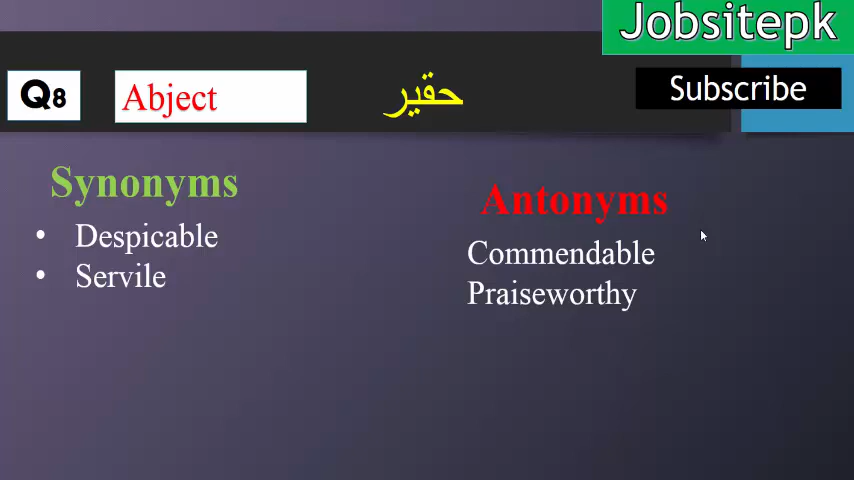 Jobsitepk
Q8
Abject
حقیر
Subscribe
Synonyms
• Despicable
• Servile
Antonyms
Commendable
Praiseworthy